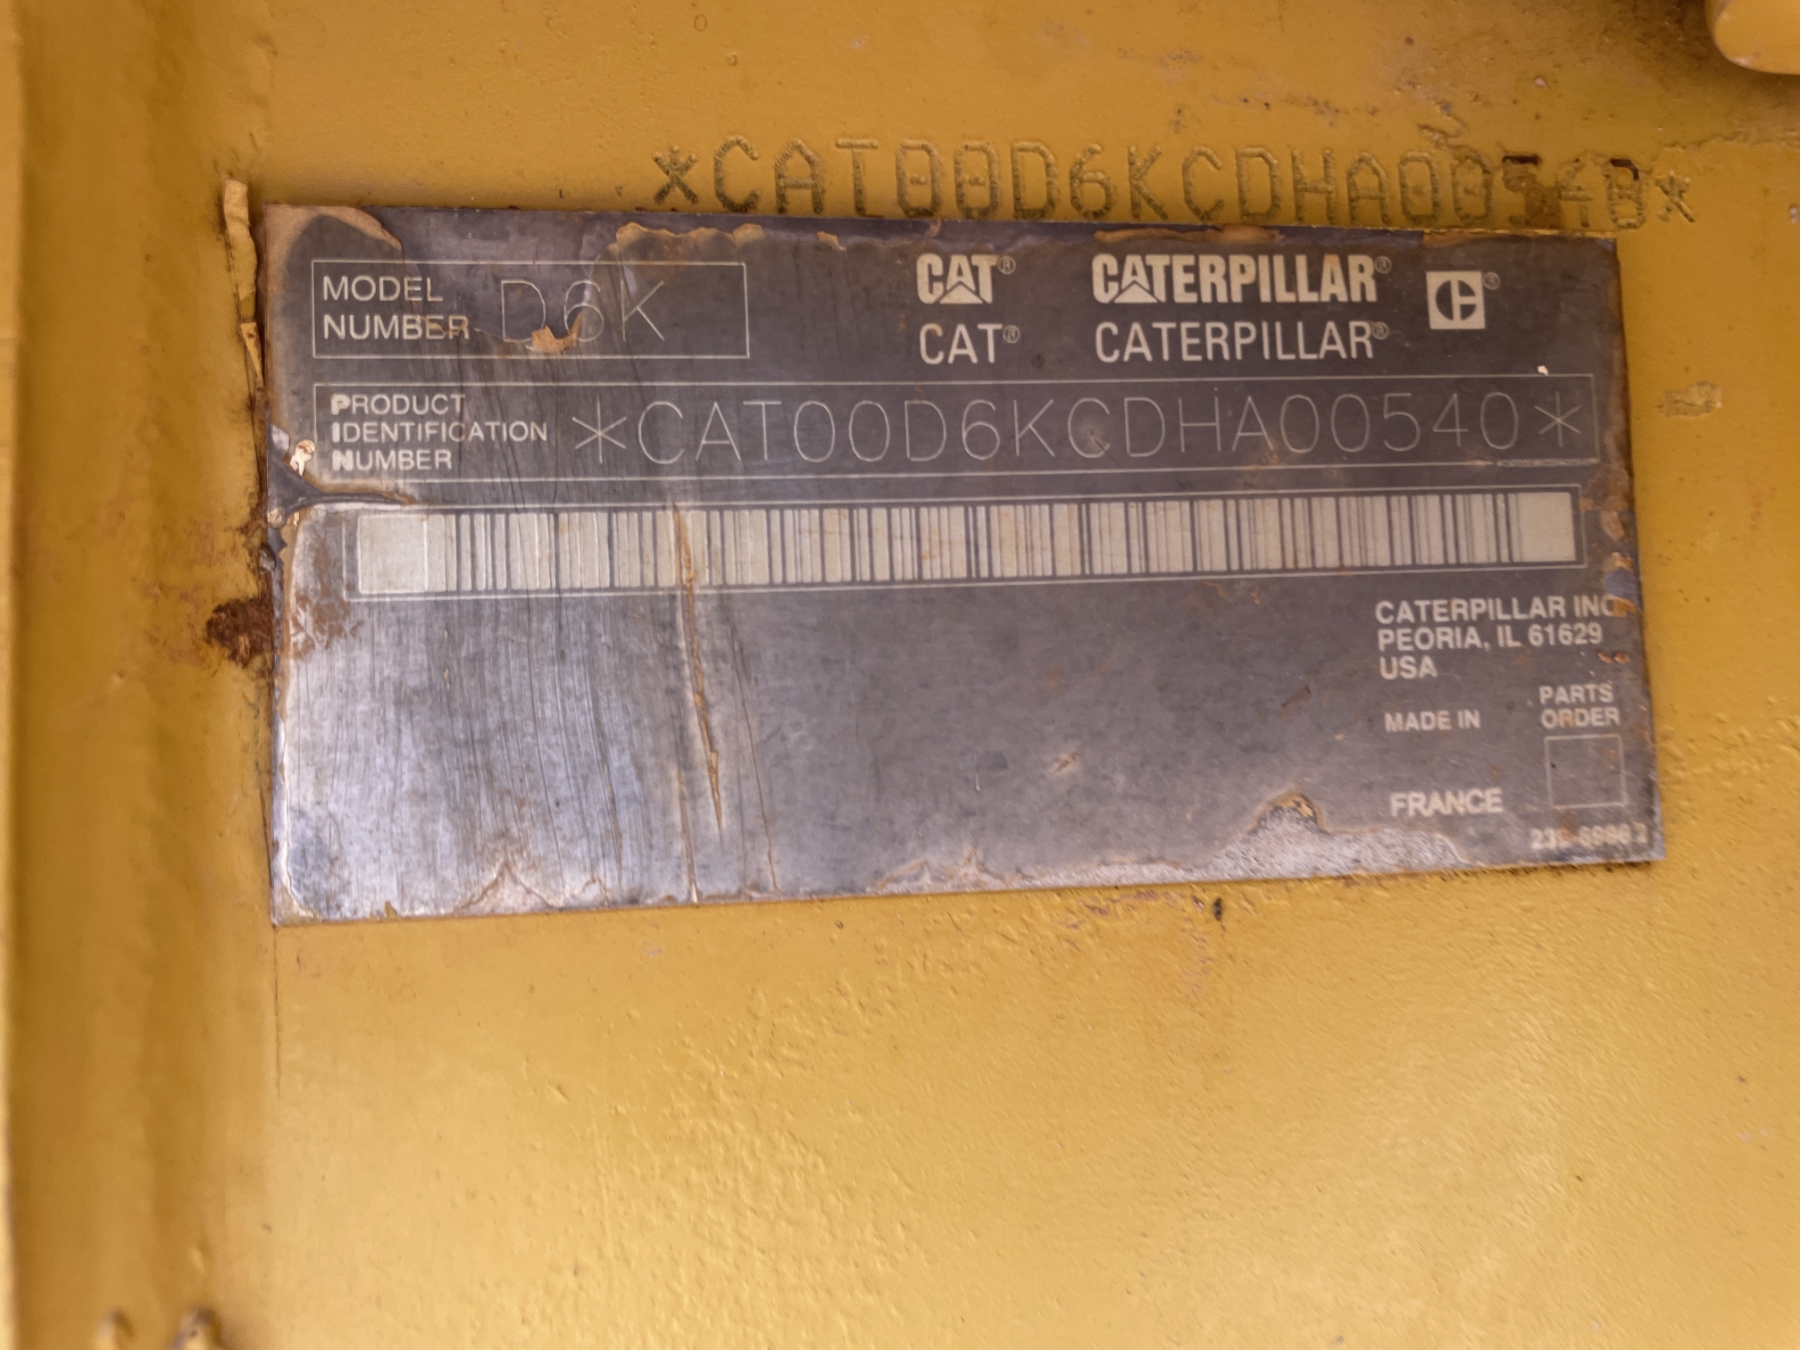 *CAT00D6KCDHA00540*
MODEL NUMBER D6K
CAT® CATERPILLAR® ®
CAT® CATERPILLAR®
PRODUCT IDENTIFICATION NUMBER *CAT00D6KCDHA00540*
CATERPILLAR INC.
PEORIA, IL 61629
USA
MADE IN
FRANCE
PARTS
ORDER